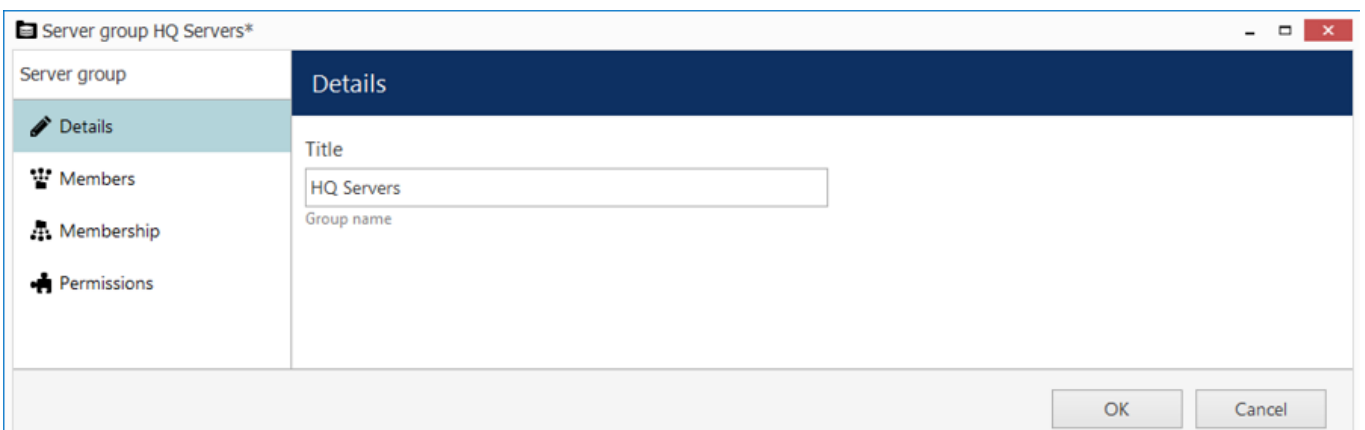 Server group HQ Servers*
Server group
Details
Members
Membership
Permissions
Details
Title
HQ Servers
Group name
OK
Cancel